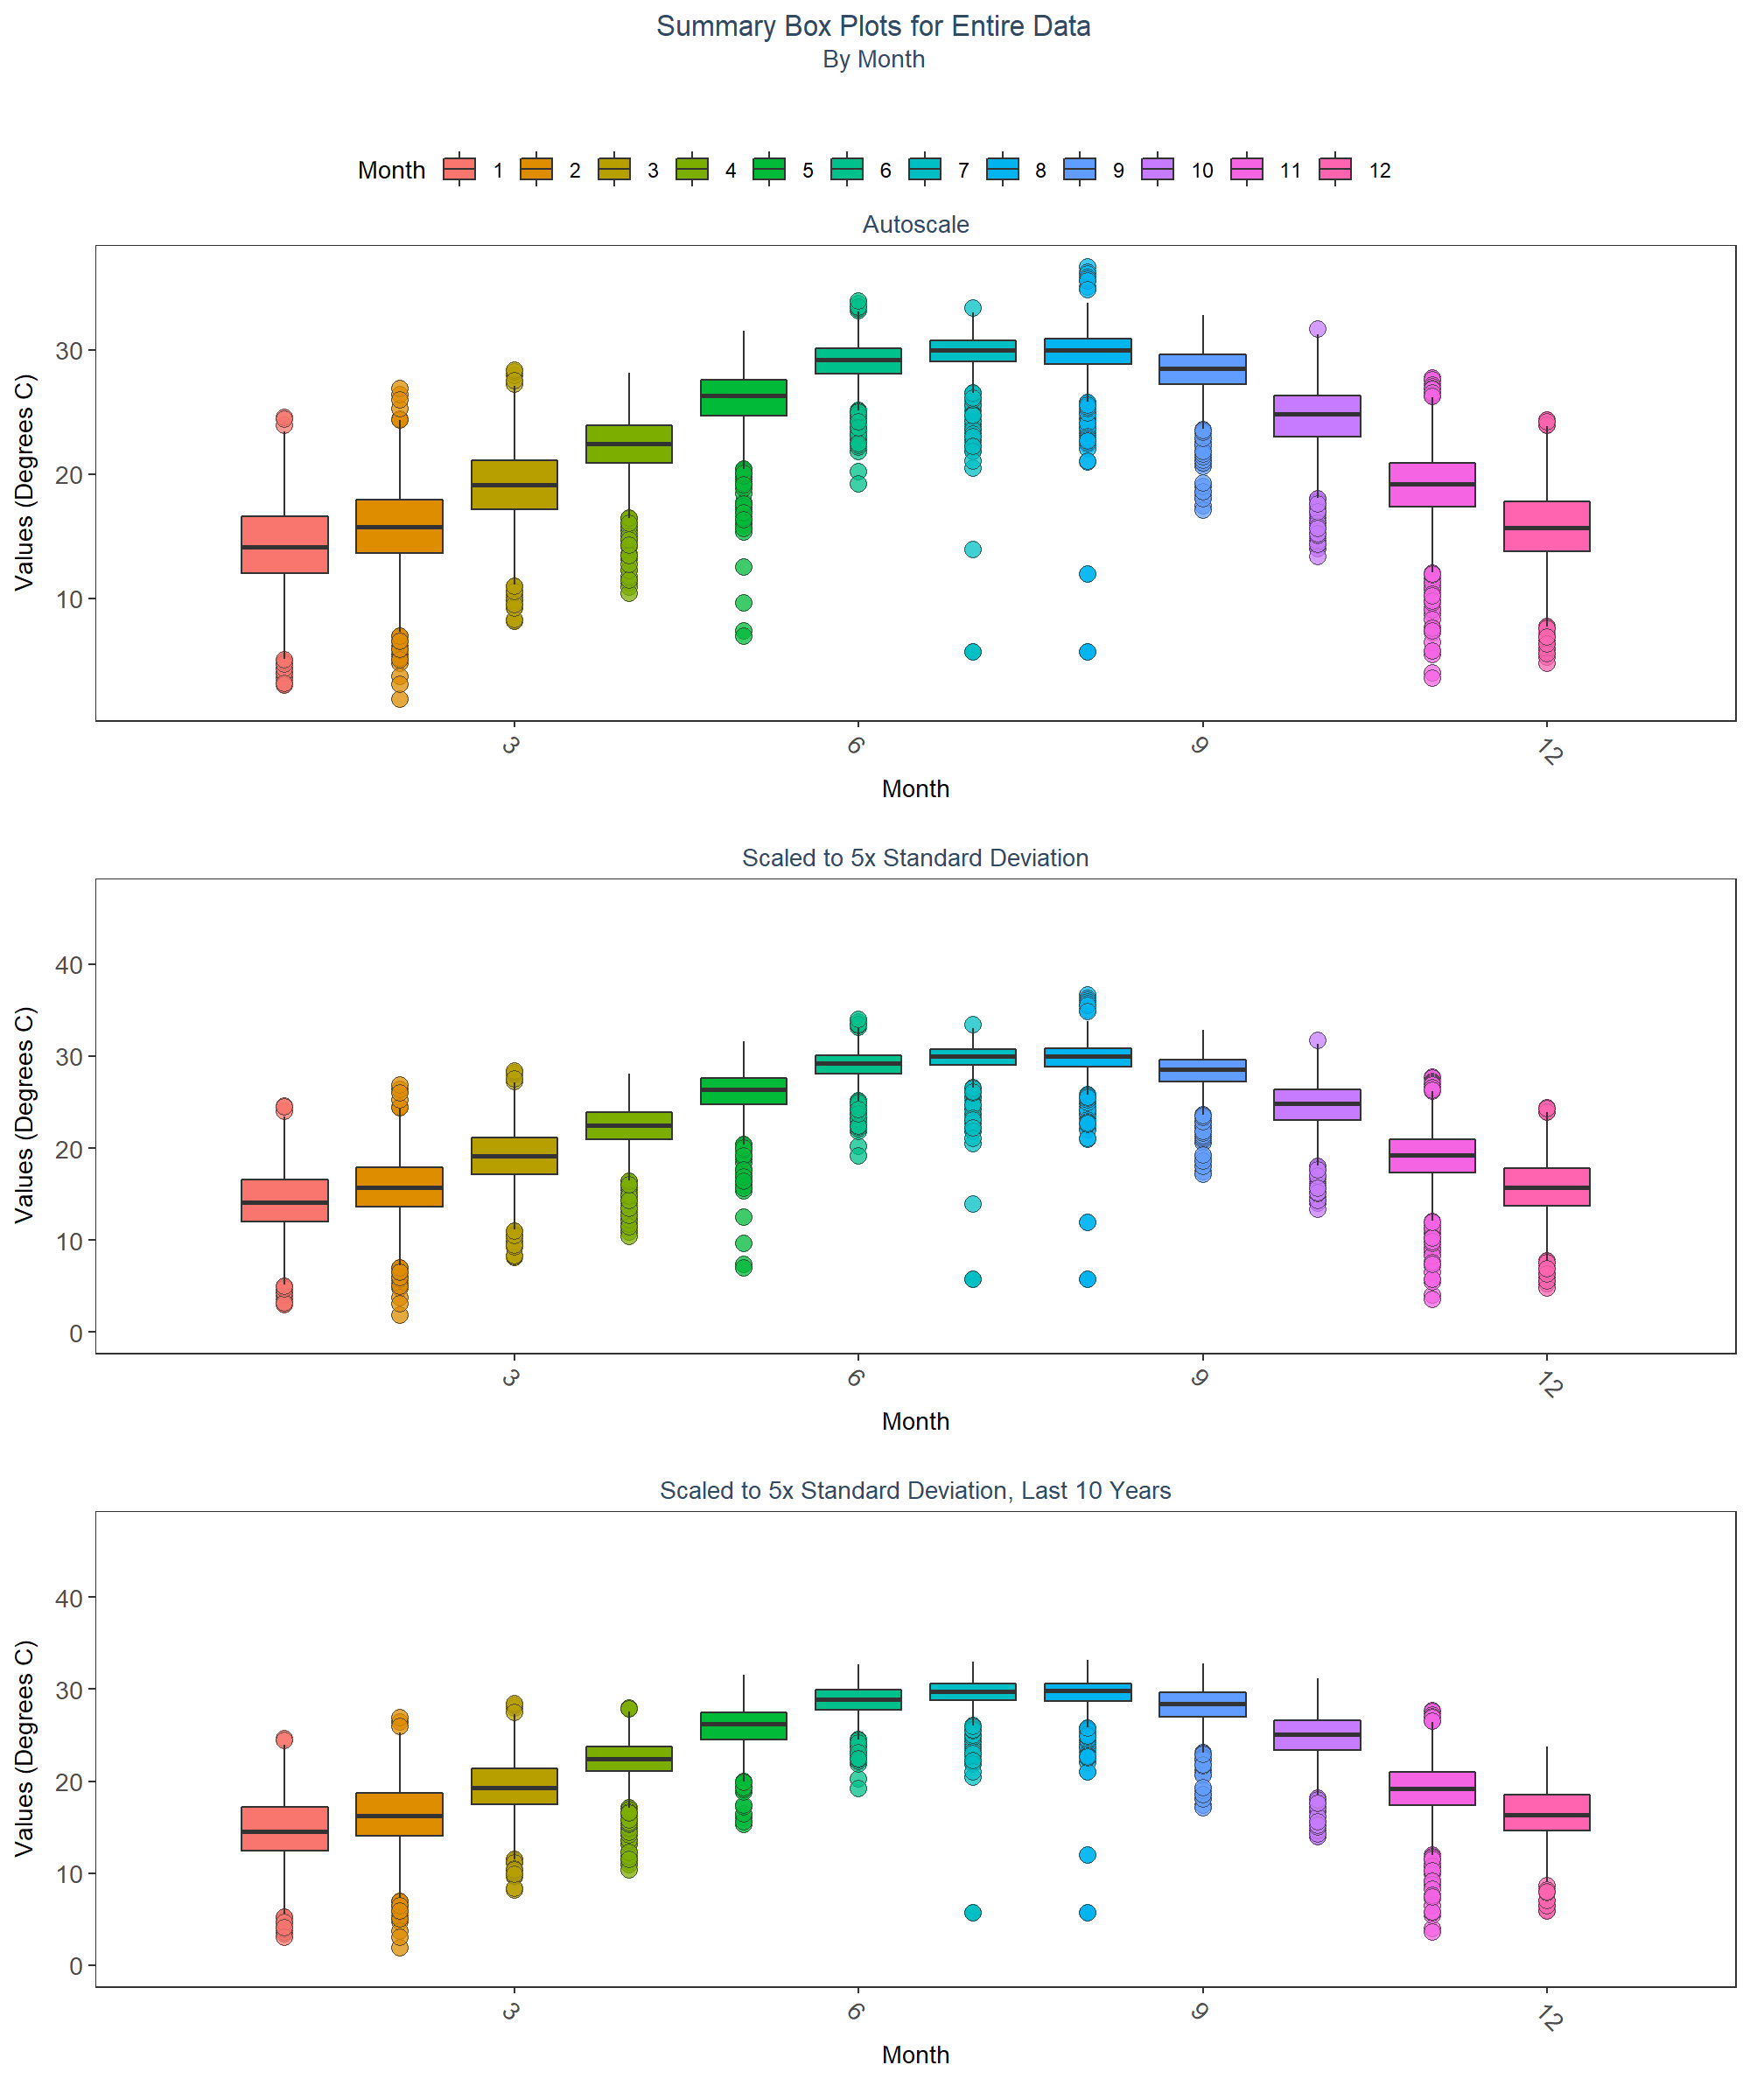 Summary Box Plots for Entire Data
By Month
Month 1 2 3 4 5 6 7 8 9 10 11 12
Autoscale
Values (Degrees C)
30
20
10
3 6 9 12
Month
Scaled to 5x Standard Deviation
Values (Degrees C)
40
30
20
10
0
3 6 9 12
Month
Scaled to 5x Standard Deviation, Last 10 Years
Values (Degrees C)
40
30
20
10
0
3 6 9 12
Month